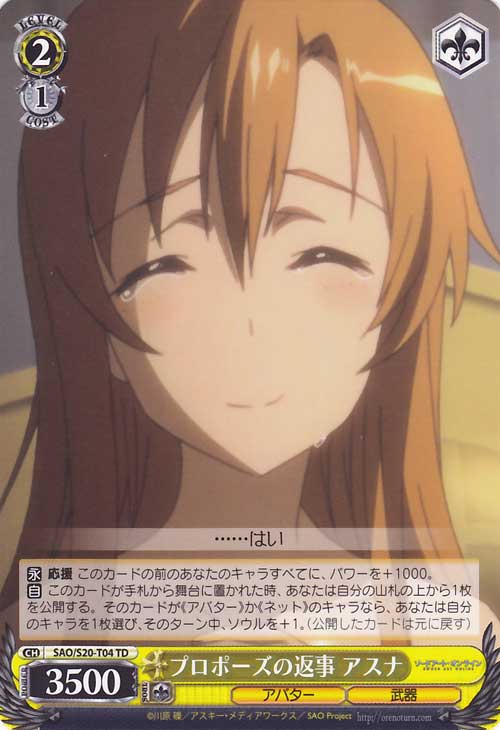 LEVEL
2
1
COST
……はい
永 応援 このカードの前のあなたのキャラすべてに、パワーを＋1000。
自 このカードが手札から舞台に置かれた時、あなたは自分の山札の上から1枚
を公開する。そのカードが《アバター》か《ネット》のキャラなら、あなたは自分
のキャラを1枚選び、そのターン中、ソウルを＋1。（公開したカードは元に戻す）
CH SAO/S20-T04 TD
プロポーズの返事 アスナ
ソードアート・オンライン
SWORD ART ONLINE
POWER
3500
SOUL
アバター
武器
©川原 礫／アスキー・メディアワークス／SAO Project
http://orenoturn.com